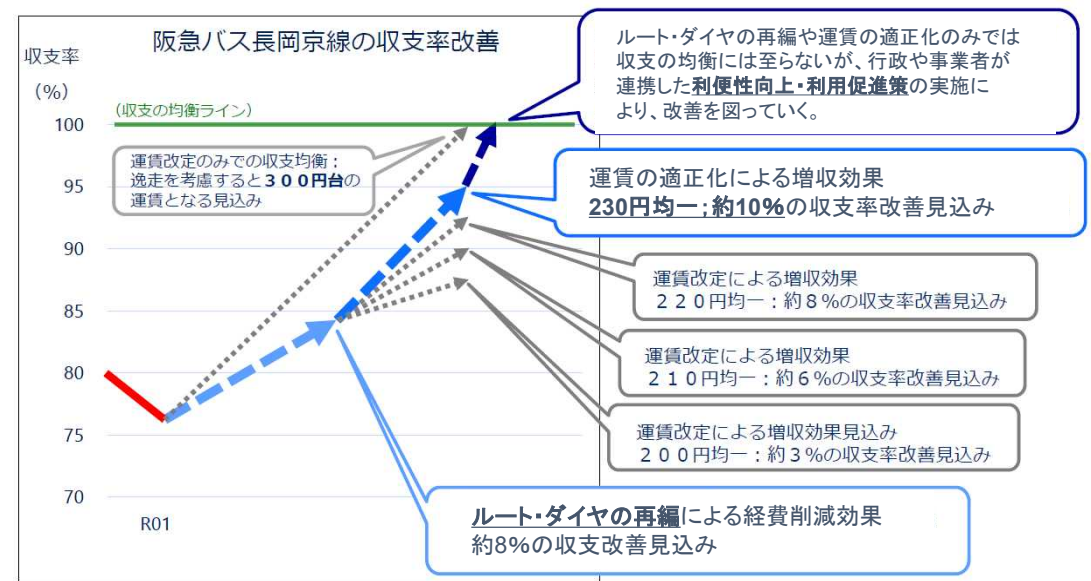 阪急バス長岡京線の収支率改善
収支率
(%)
(収支の均衡ライン)
100
95
90
85
80
75
70
R01
ルート・ダイヤの再編や運賃の適正化のみでは
収支の均衡には至らないが、行政や事業者が
連携した利便性向上・利用促進策の実施に
より、改善を図っていく。
運賃改定のみでの収支均衡：
逸走を考慮すると３００円台の
運賃となる見込み
運賃の適正化による増収効果
230円均一；約10%の収支率改善見込み
運賃改定による増収効果
２２０円均一：約８%の収支率改善見込み
運賃改定による増収効果
２１０円均一：約６%の収支率改善見込み
運賃改定による増収効果見込み
２００円均一：約３%の収支率改善見込み
ルート・ダイヤの再編による経費削減効果
約8%の収支改善見込み